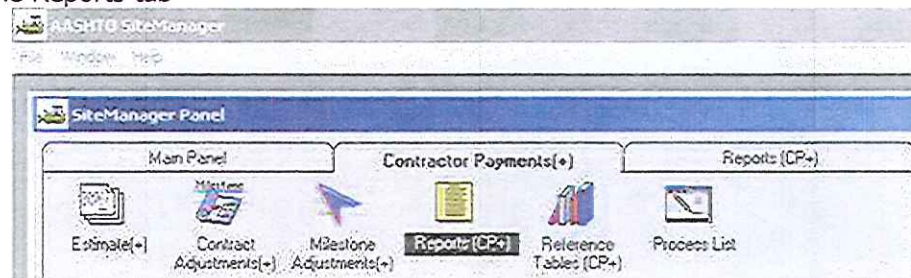 Reports tab
AASHTO SiteManager
File Window Help
SiteManager Panel
Main Panel Contractor Payments(+) Reports (CP+)
Milestone
Estimate(+) Contract Adjustments(+) Milestone Adjustments(+) Reports (CP+) Reference Tables (CP+) Process List